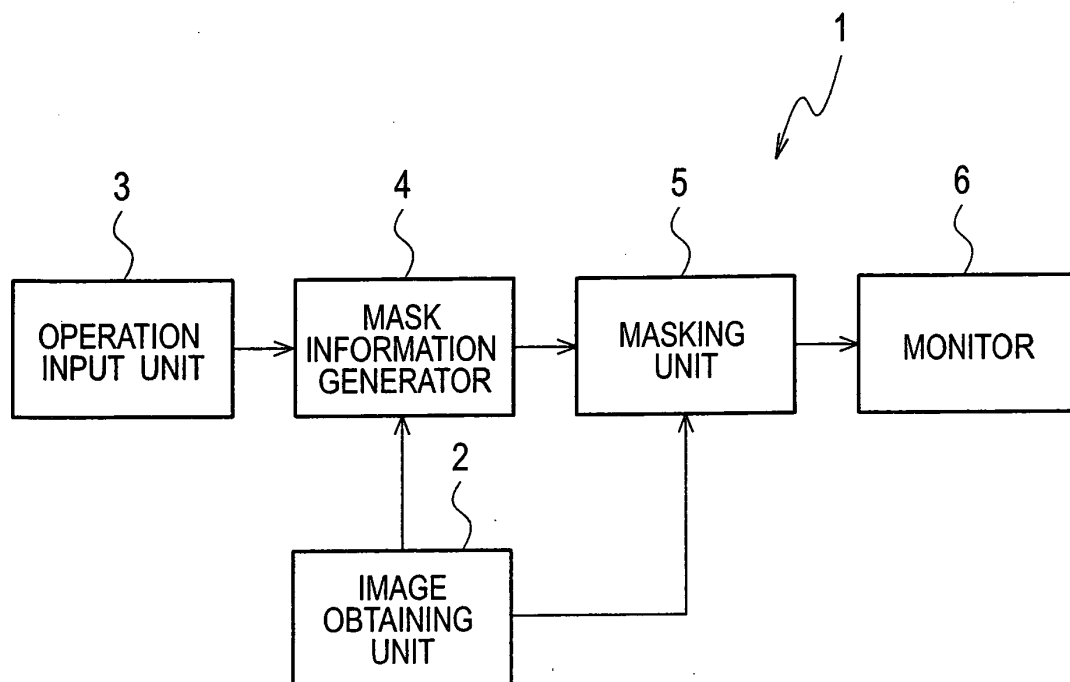 1
3
4
5
6
OPERATION
INPUT UNIT
MASK
INFORMATION
GENERATOR
MASKING
UNIT
MONITOR
2
IMAGE
OBTAINING
UNIT